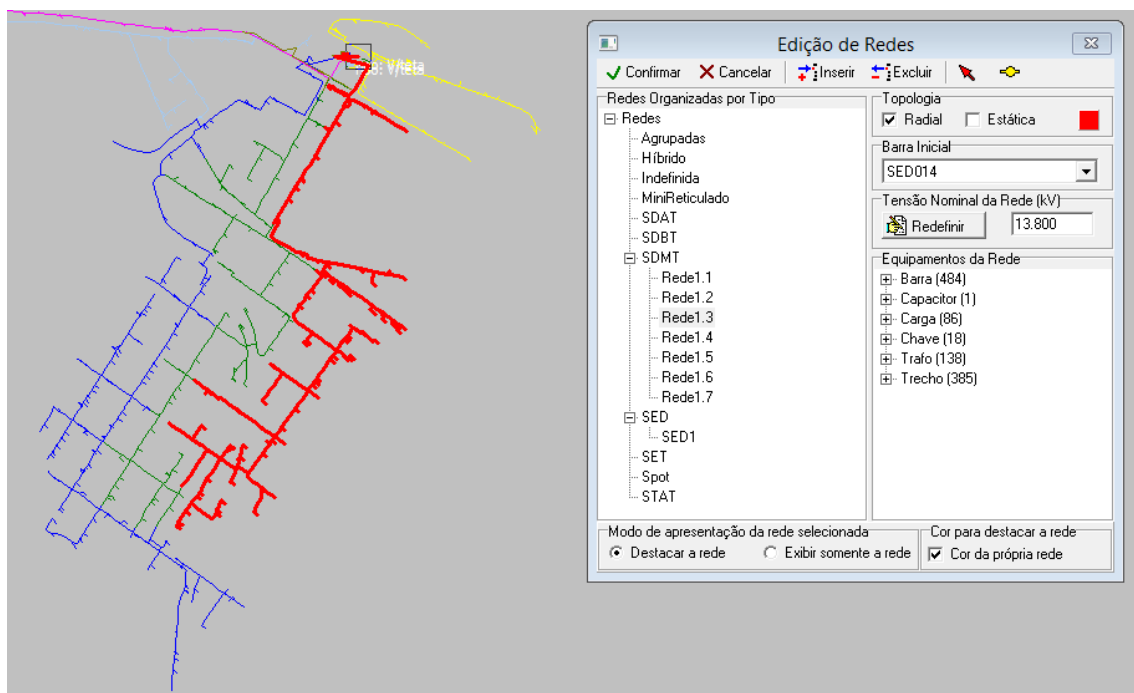 Edição de Redes
Confirmar Cancelar Inserir Excluir
Redes Organizadas por Tipo
Redes
Agrupadas
Híbrido
Indefinida
MiniReticulado
SDAT
SDBT
SDMT
Rede1.1
Rede1.2
Rede1.3
Rede1.4
Rede1.5
Rede1.6
Rede1.7
SED
SED1
SET
Spot
STAT
Topologia
Radial Estática
Barra Inicial
SED014
Tensão Nominal da Rede (kV)
Redefinir 13.800
Equipamentos da Rede
Barra (484)
Capacitor (1)
Carga (86)
Chave (18)
Trafo (138)
Trecho (385)
Modo de apresentação da rede selecionada
Destacar a rede Exibir somente a rede
Cor para destacar a rede
Cor da própria rede